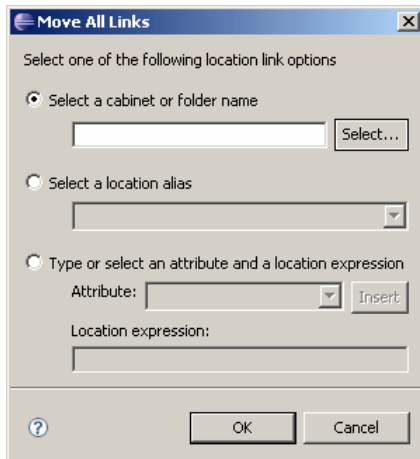 Move All Links
Select one of the following location link options
Select a cabinet or folder name
Select...
Select a location alias
Type or select an attribute and a location expression
Attribute: Insert
Location expression:
? OK Cancel